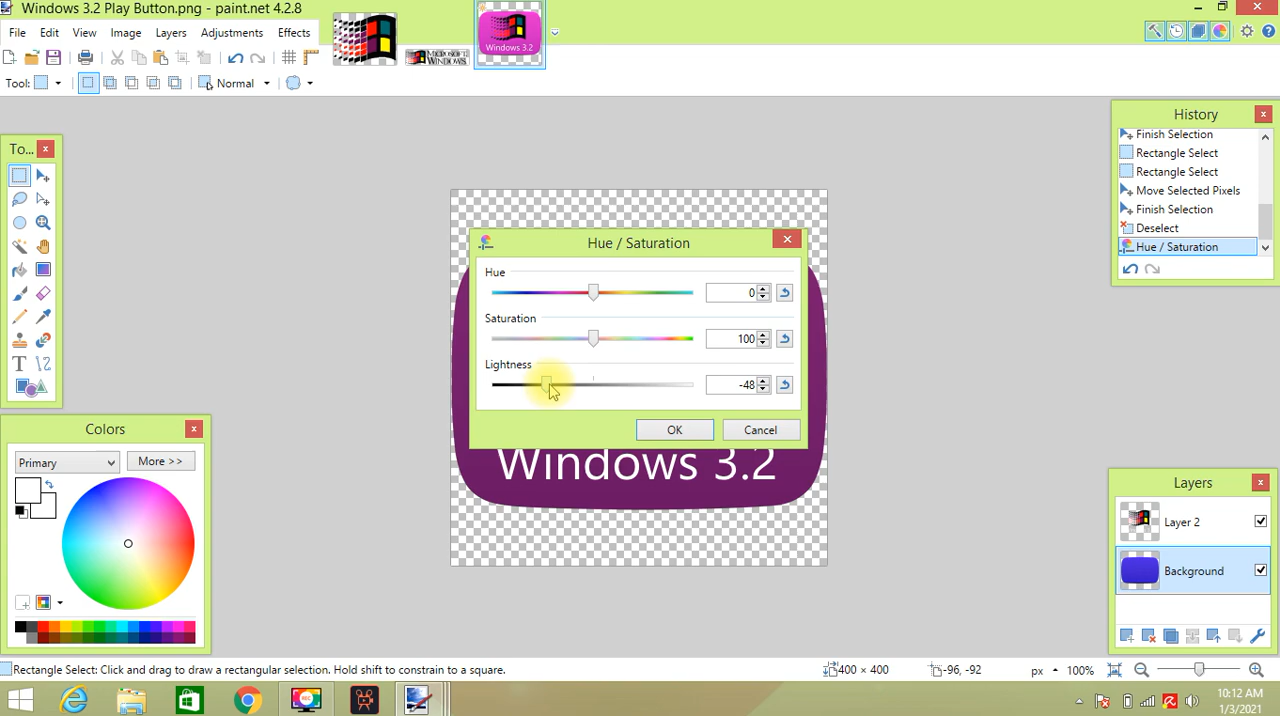 Windows 3.2 Play Button.png - paint.net 4.2.8
File Edit View Image Layers Adjustments Effects
MICROSOFT
WINDOWS
Windows 3.2
Tool: Normal
To...
History
Finish Selection
Rectangle Select
Rectangle Select
Move Selected Pixels
Finish Selection
Deselect
Hue / Saturation
Hue / Saturation
Hue
0
Saturation
100
Lightness
-48
OK Cancel
Windows 3.2
Colors
Primary More >>
Layers
Layer 2
Background
Rectangle Select: Click and drag to draw a rectangular selection. Hold shift to constrain to a square. 400 × 400 -96, -92 px 100%
REC
10:12 AM
1/3/2021